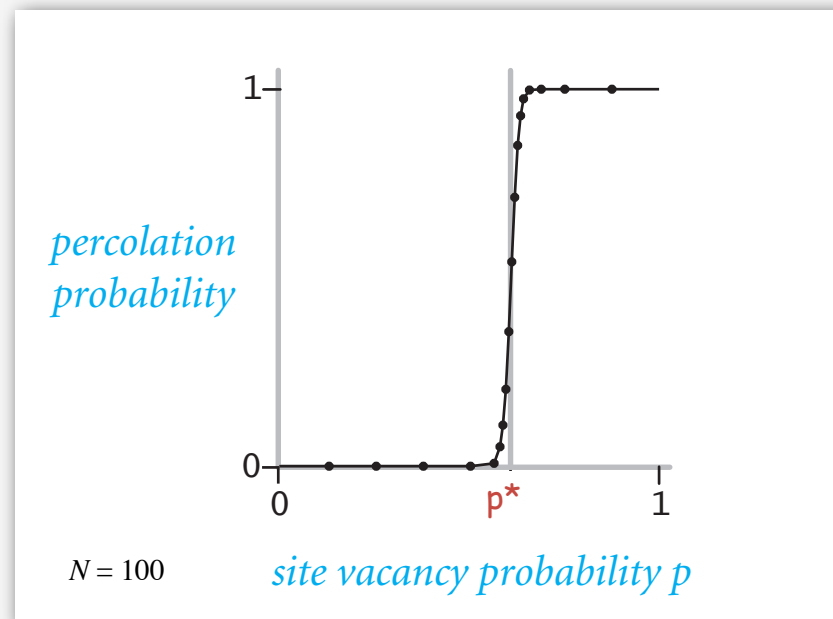 1
percolation
probability
0
0
p*
1
N = 100
site vacancy probability p